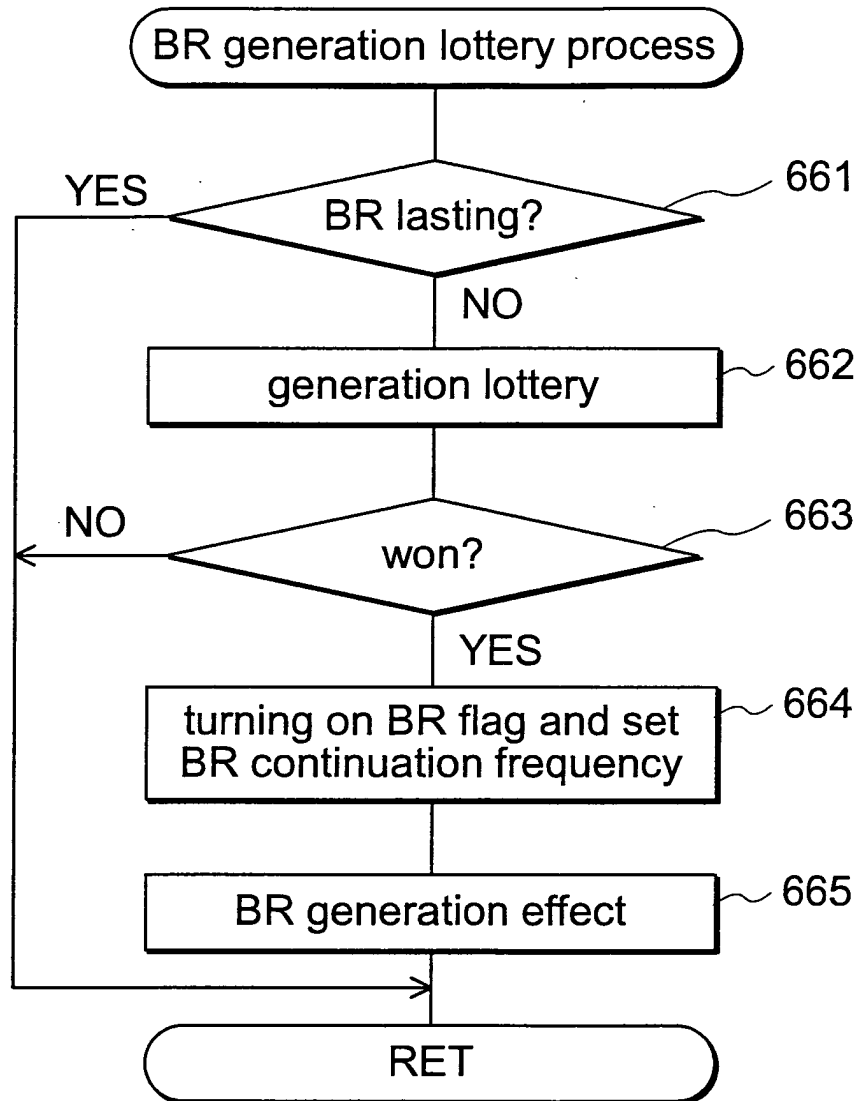 BR generation lottery process
YES
661
BR lasting?
NO
662
generation lottery
NO
663
won?
YES
664
turning on BR flag and set
BR continuation frequency
665
BR generation effect
RET